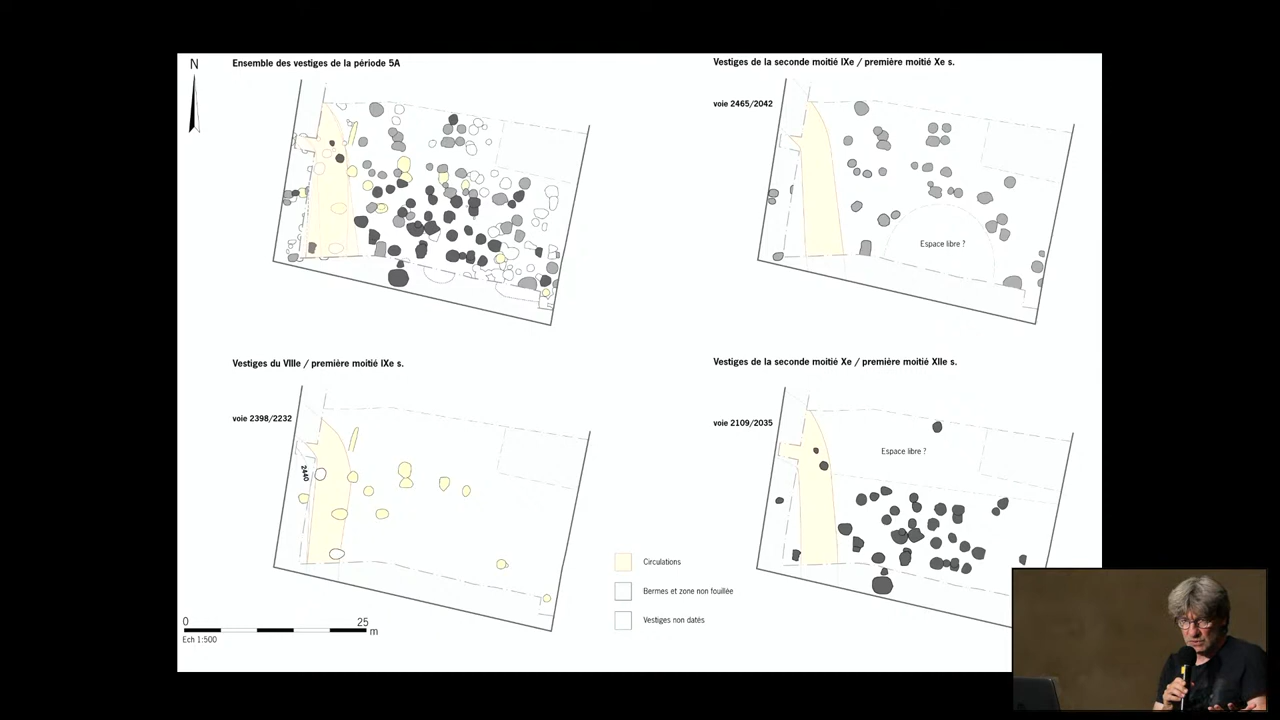 N
Ensemble des vestiges de la période 5A
Vestiges de la seconde moitié IXe / première moitié Xe s.
voie 2465/2042
Espace libre ?
Vestiges du VIIIe / première moitié IXe s.
voie 2398/2232
2440
Vestiges de la seconde moitié Xe / première moitié XIIe s.
voie 2109/2035
Espace libre ?
Circulations
Bermes et zone non fouillée
Vestiges non datés
0 25
m
Ech 1:500